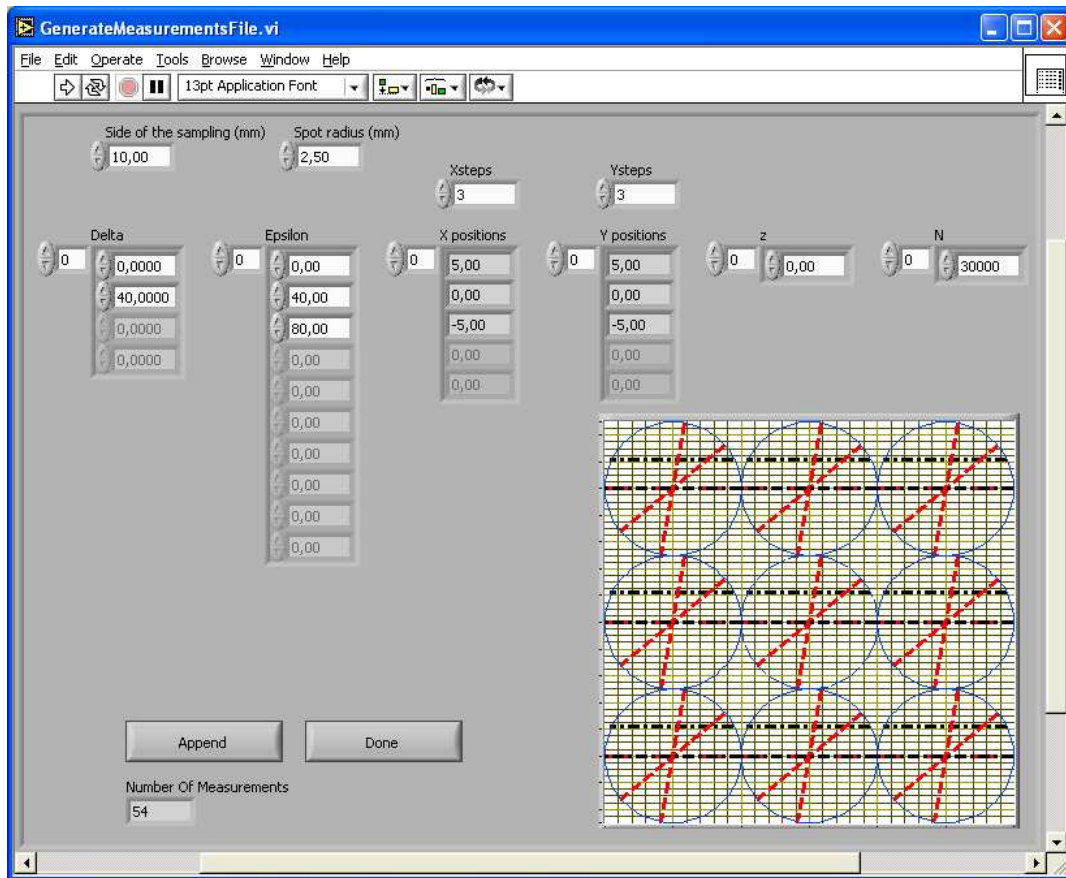 GenerateMeasurementsFile.vi
File Edit Operate Tools Browse Window Help
13pt Application Font
Side of the sampling (mm) Spot radius (mm)
10,00 2,50
Xsteps Ysteps
3 3
Delta Epsilon X positions Y positions z N
0 0,0000 0 0,00 0 5,00 0 5,00 0 0,00 0 30000
40,0000 40,00 0,00 0,00
0,0000 80,00 -5,00 -5,00
0,0000 0,00 0,00 0,00
0,00 0,00 0,00
0,00
0,00
0,00
0,00
0,00
Append Done
Number Of Measurements
54